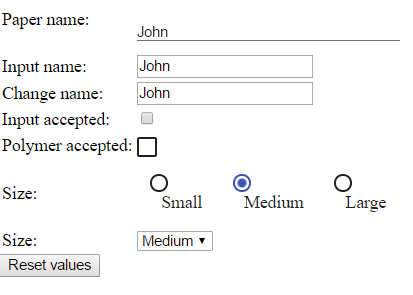 Paper name:
John
Input name: John
Change name: John
Input accepted:
Polymer accepted:
Size: Small Medium Large
Size: Medium
Reset values